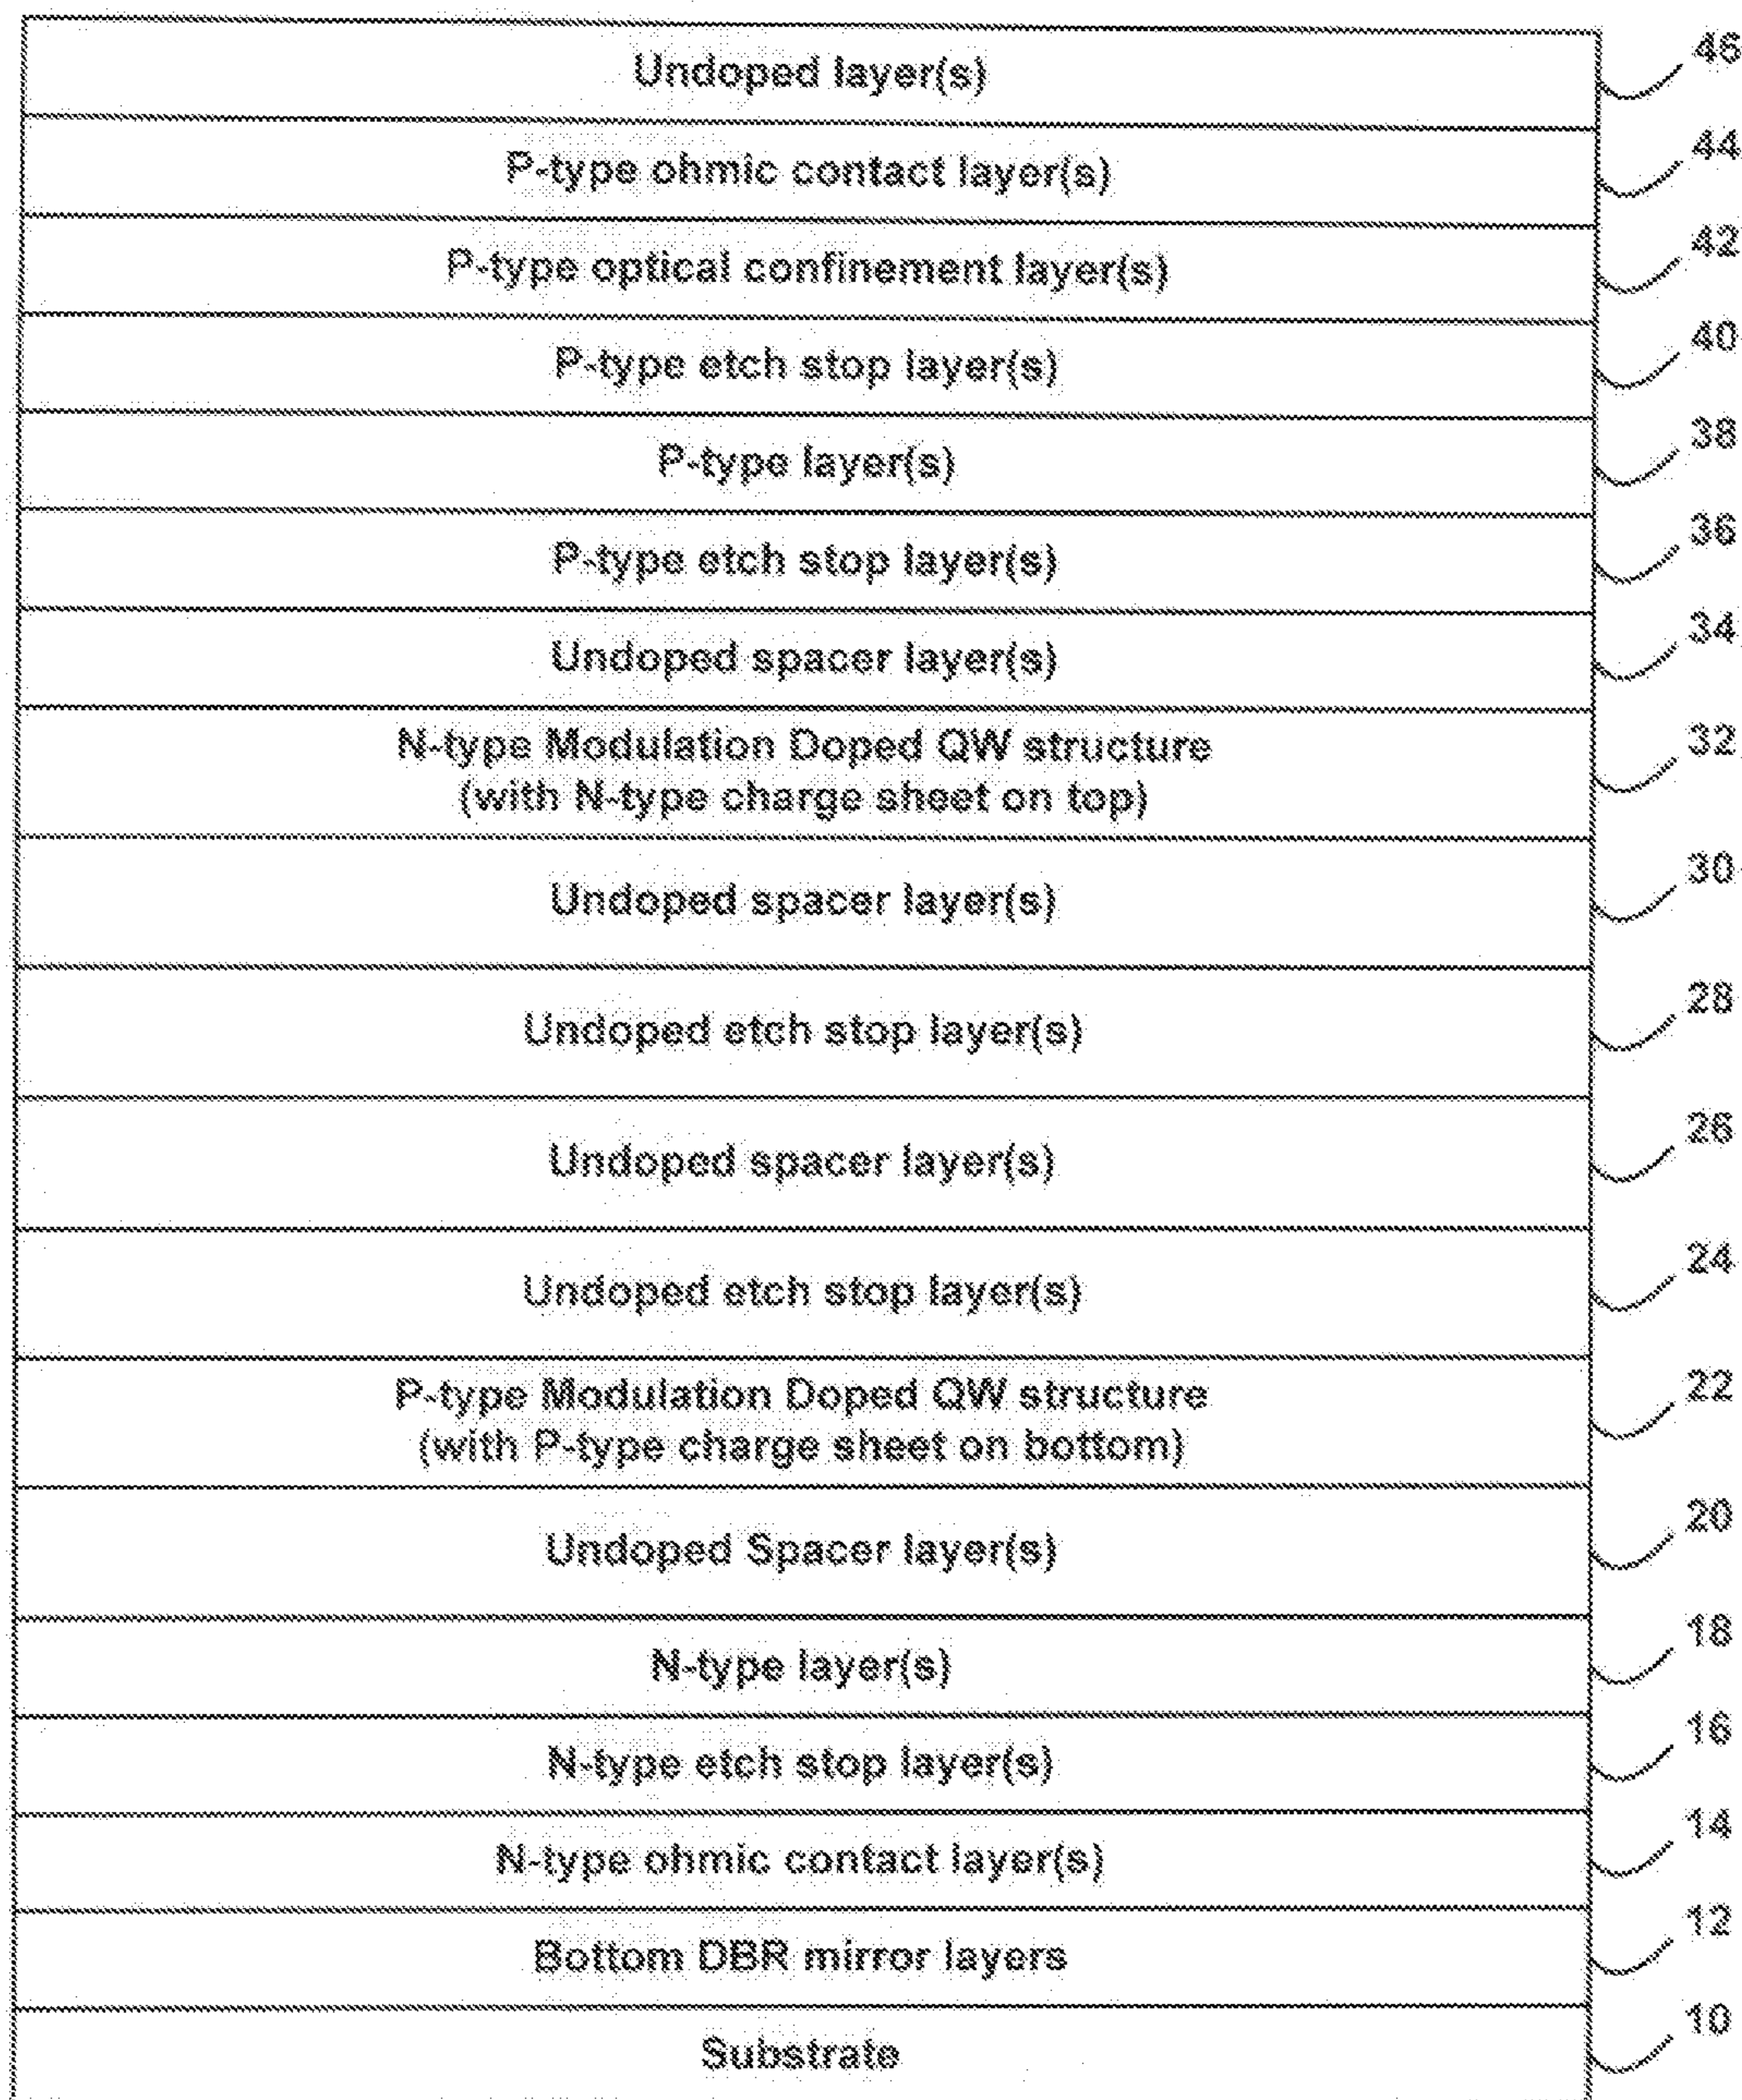 Undoped layer(s) 46
P-type ohmic contact layer(s) 44
P-type optical confinement layer(s) 42
P-type etch stop layer(s) 40
P-type layer(s) 38
P-type etch stop layer(s) 36
Undoped spacer layer(s) 34
N-type Modulation Doped QW structure 32
(with N-type charge sheet on top)
Undoped spacer layer(s) 30
Undoped etch stop layer(s) 28
Undoped spacer layer(s) 26
Undoped etch stop layer(s) 24
P-type Modulation Doped QW structure 22
(with P-type charge sheet on bottom)
Undoped Spacer layer(s) 20
N-type layer(s) 18
N-type etch stop layer(s) 16
N-type ohmic contact layer(s) 14
Bottom DBR mirror layers 12
Substrate 10